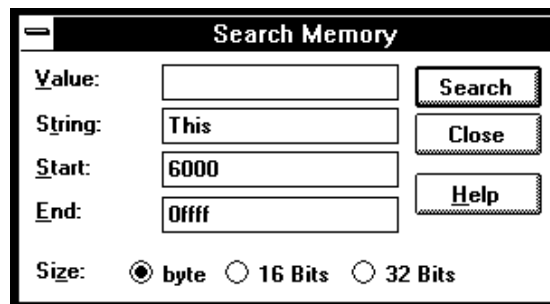 Search Memory
Value: Search
String: This Close
Start: 6000
Help
End: 0ffff
Size: byte 16 Bits 32 Bits